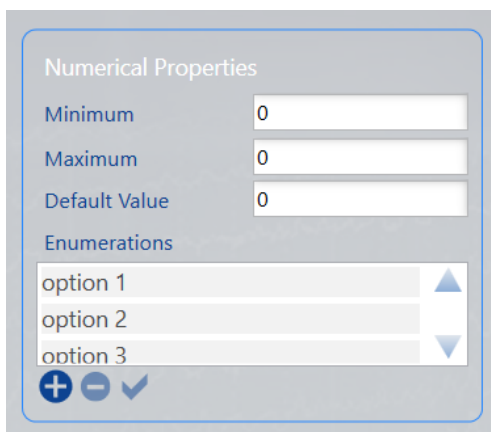 Numerical Properties
Minimum 0
Maximum 0
Default Value 0
Enumerations
option 1
option 2
option 3